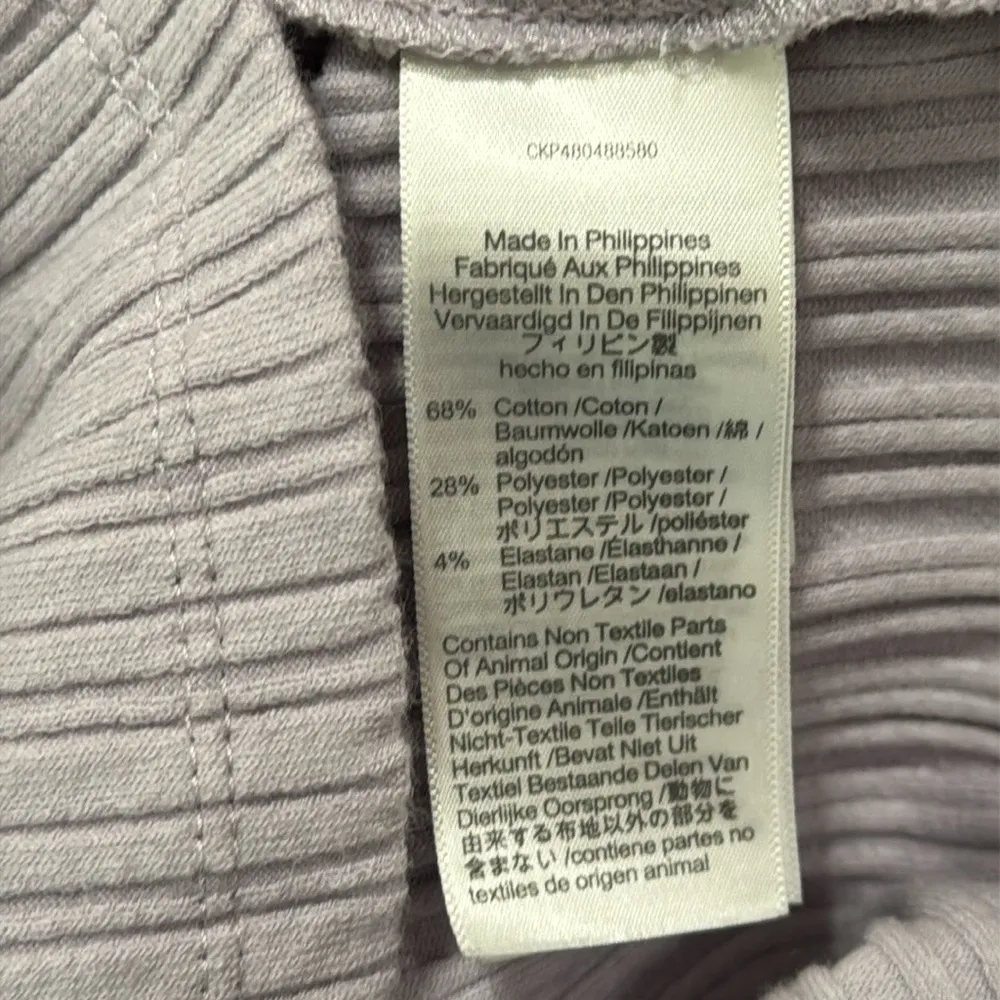 CKP480488580
Made In Philippines
Fabriqué Aux Philippines
Hergestellt In Den Philippinen
Vervaardigd In De Filippijnen
フィリピン製
hecho en filipinas
68% Cotton /Coton /
Baumwolle /Katoen /綿 /
algodón
28% Polyester /Polyester /
Polyester /Polyester /
ポリエステル /poliéster
4% Elastane /Élasthanne /
Elastan /Elastaan /
ポリウレタン /elastano
Contains Non Textile Parts
Of Animal Origin /Contient
Des Pièces Non Textiles
D'origine Animale /Enthält
Nicht-Textile Teile Tierischer
Herkunft /Bevat Niet Uit
Textiel Bestaande Delen Van
Dierlijke Oorsprong /動物に
由来する布地以外の部分を
含まない /contiene partes no
textiles de origen animal